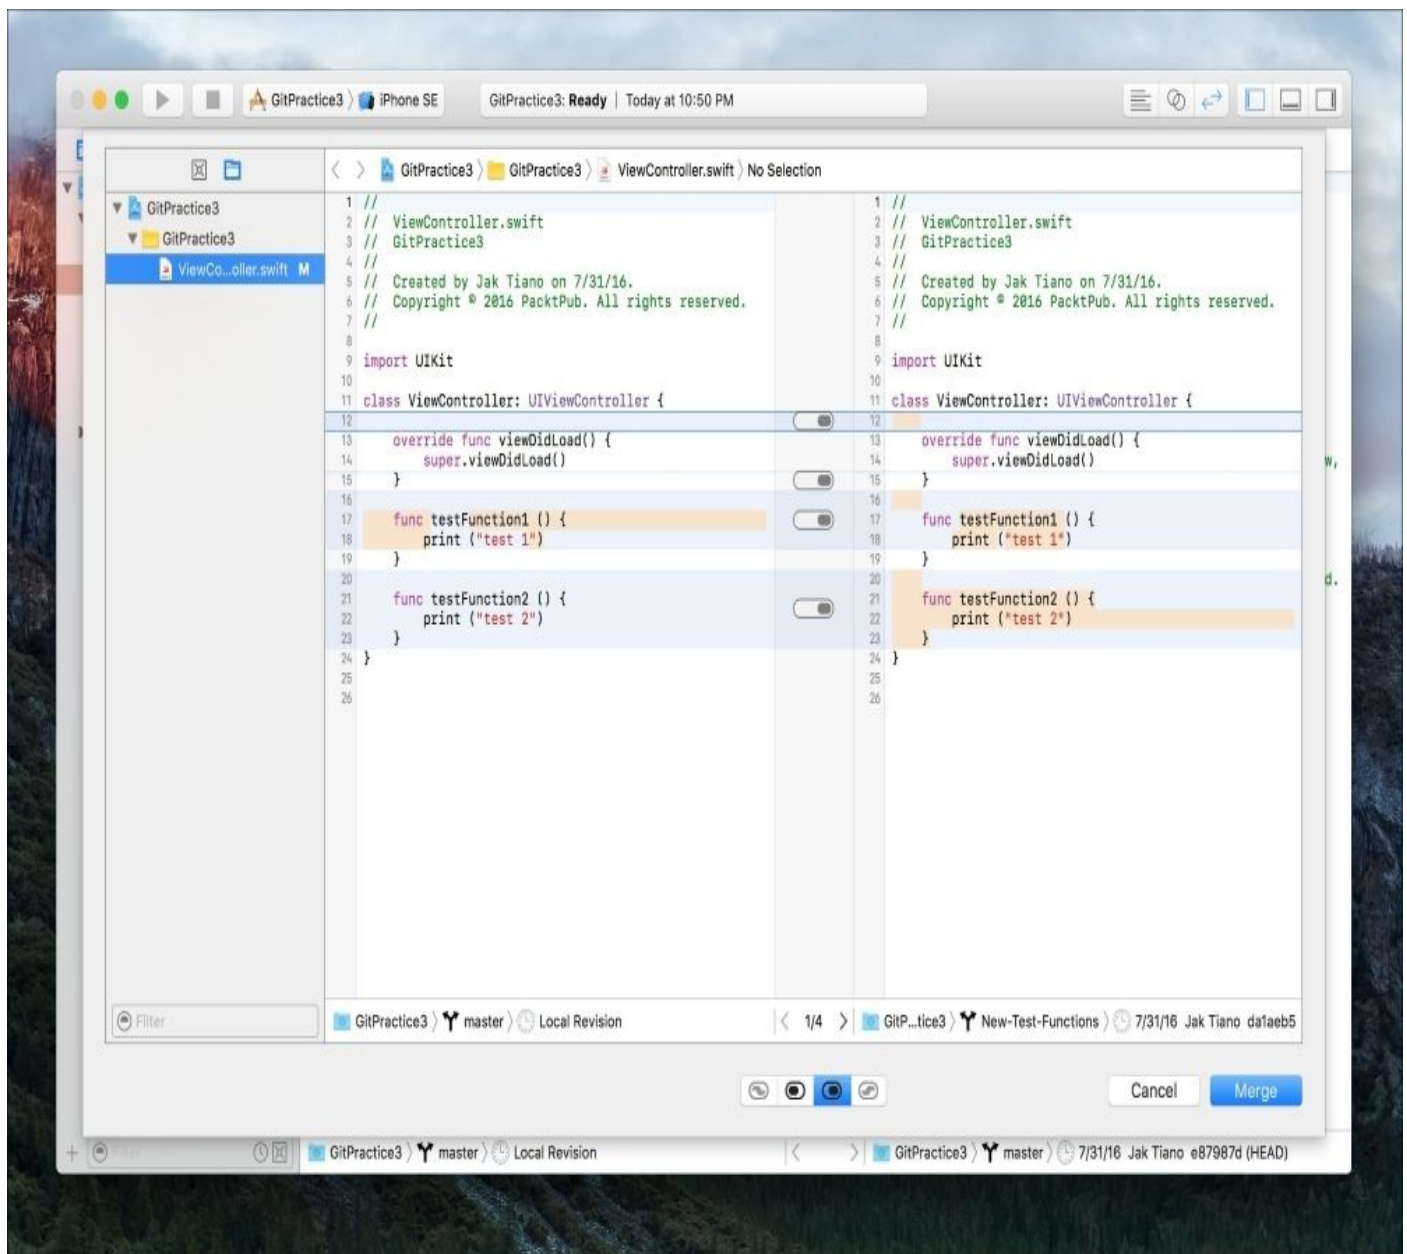 GitPractice3 〉 iPhone SE
GitPractice3: Ready | Today at 10:50 PM
GitPractice3 〉 GitPractice3 〉 ViewController.swift 〉 No Selection
GitPractice3
GitPractice3
ViewCo...oller.swift M
1 //
2 //  ViewController.swift
3 //  GitPractice3
4 //
5 //  Created by Jak Tiano on 7/31/16.
6 //  Copyright © 2016 PacktPub. All rights reserved.
7 //
8
9 import UIKit
10
11 class ViewController: UIViewController {
12
13     override func viewDidLoad() {
14         super.viewDidLoad()
15     }
16
17     func testFunction1 () {
18         print ("test 1")
19     }
20
21     func testFunction2 () {
22         print ("test 2")
23     }
24 }
25
26
1 //
2 //  ViewController.swift
3 //  GitPractice3
4 //
5 //  Created by Jak Tiano on 7/31/16.
6 //  Copyright © 2016 PacktPub. All rights reserved.
7 //
8
9 import UIKit
10
11 class ViewController: UIViewController {
12
13     override func viewDidLoad() {
14         super.viewDidLoad()
15     }
16
17     func testFunction1 () {
18         print ("test 1")
19     }
20
21     func testFunction2 () {
22         print ("test 2")
23     }
24 }
25
26
w,
d.
Filter
GitPractice3 〉 master 〉 Local Revision
1/4
GitP...tice3 〉 New-Test-Functions 〉 7/31/16 Jak Tiano da1aeb5
Cancel
Merge
GitPractice3 〉 master 〉 Local Revision
GitPractice3 〉 master 〉 7/31/16 Jak Tiano e87987d (HEAD)